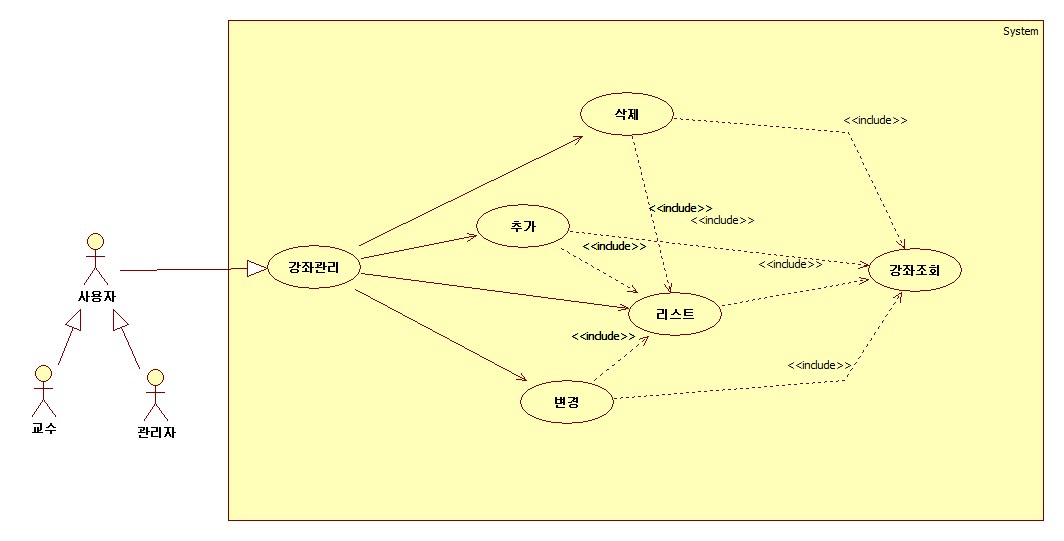 System
삭제
<<include>>
<<include>>
<<include>>
추가
<<include>>
<<include>>
사용자
강좌관리
강좌조회
리스트
<<include>>
<<include>>
변경
교수
관리자